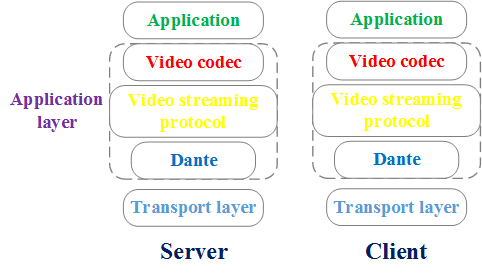 Application
Application
Video codec
Video codec
Application
layer
Video streaming
protocol
Video streaming
protocol
Dante
Dante
Transport layer
Transport layer
Server
Client